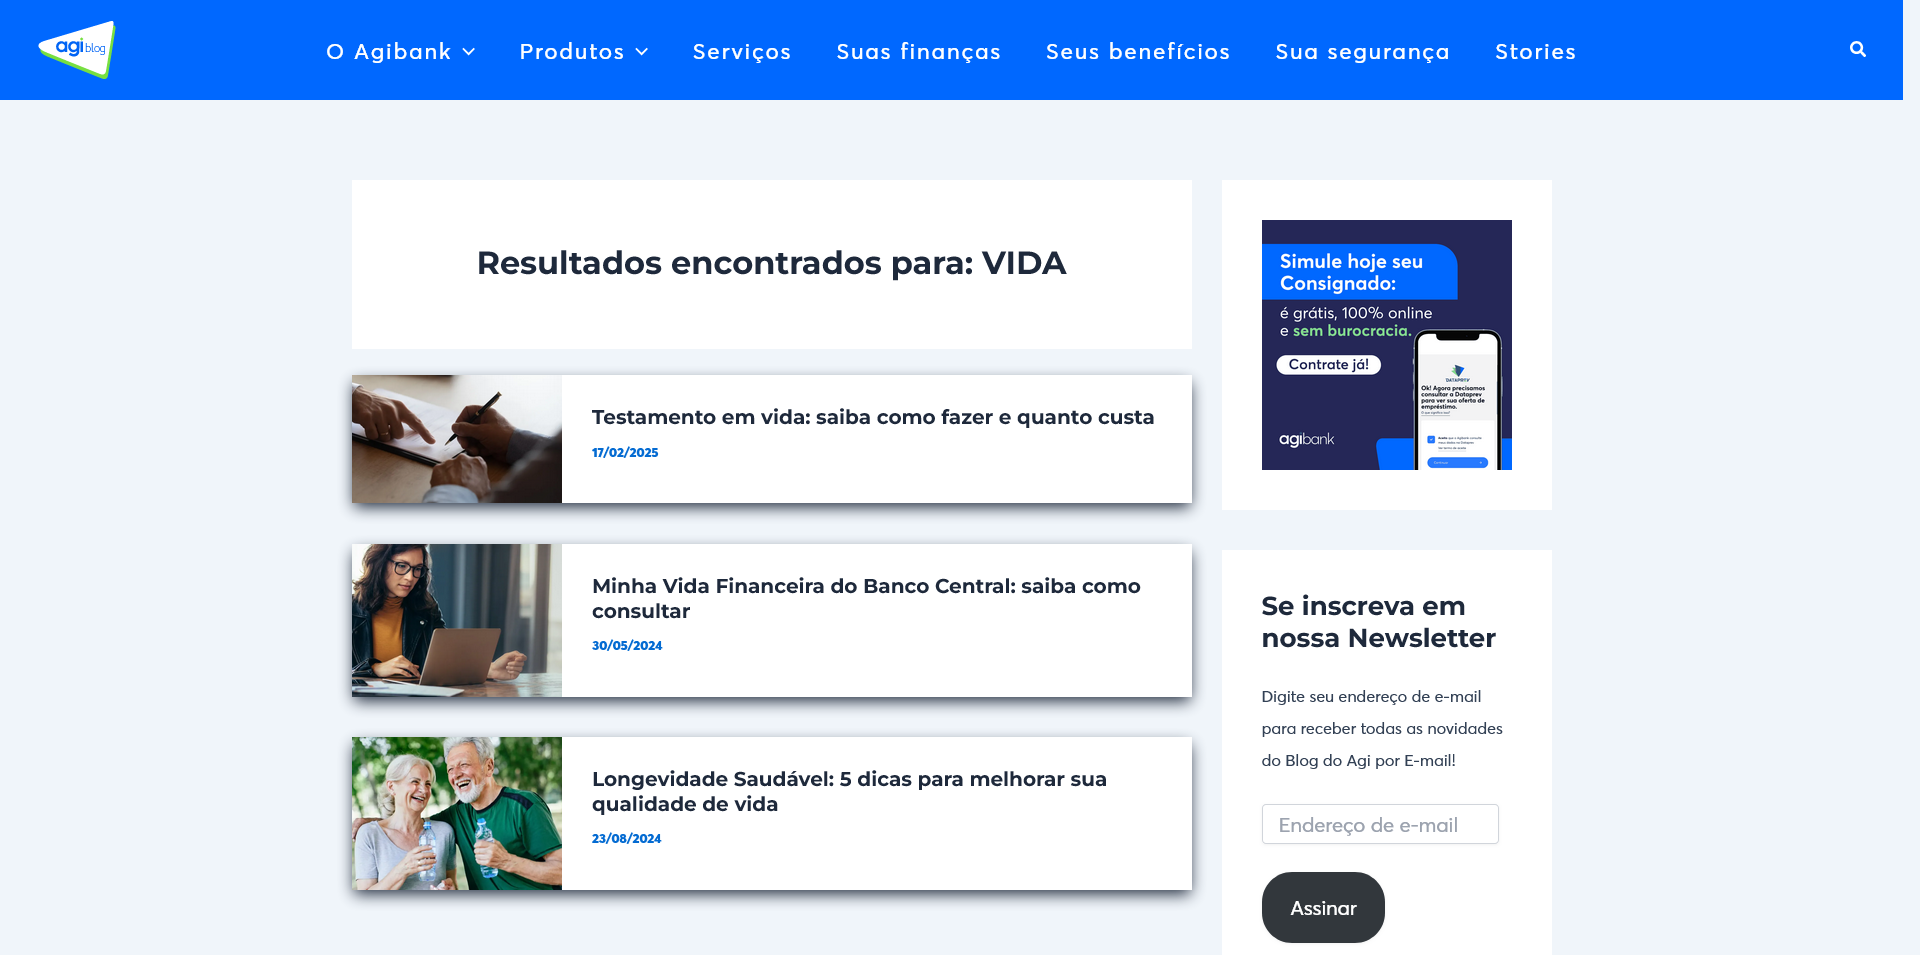 agi blog
O Agibank
Produtos
Serviços
Suas finanças
Seus benefícios
Sua segurança
Stories
Resultados encontrados para: VIDA
Testamento em vida: saiba como fazer e quanto custa
17/02/2025
Minha Vida Financeira do Banco Central: saiba como
consultar
30/05/2024
Longevidade Saudável: 5 dicas para melhorar sua
qualidade de vida
23/08/2024
Simule hoje seu
Consignado:
é grátis, 100% online
e sem burocracia.
Contrate já!
DATAPREV
Ok! Agora precisamos
consultar a Dataprev
para ver sua oferta de
empréstimo.
agibank
Se inscreva em
nossa Newsletter
Digite seu endereço de e-mail
para receber todas as novidades
do Blog do Agi por E-mail!
Endereço de e-mail
Assinar